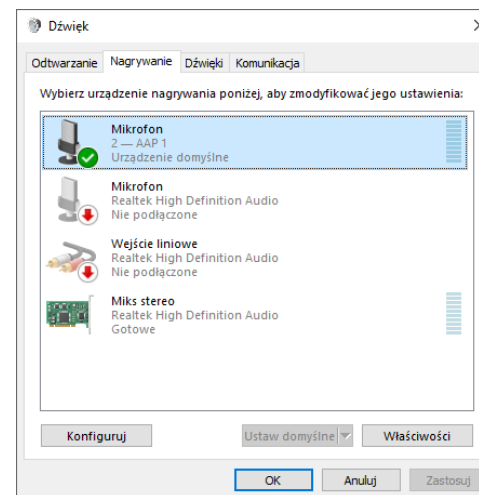 Dźwięk
Odtwarzanie Nagrywanie Dźwięki Komunikacja
Wybierz urządzenie nagrywania poniżej, aby zmodyfikować jego ustawienia:
Mikrofon
2 — AAP 1
Urządzenie domyślne
Mikrofon
Realtek High Definition Audio
Nie podłączone
Wejście liniowe
Realtek High Definition Audio
Nie podłączone
Miks stereo
Realtek High Definition Audio
Gotowe
Konfiguruj Ustaw domyślne Właściwości
OK Anuluj Zastosuj